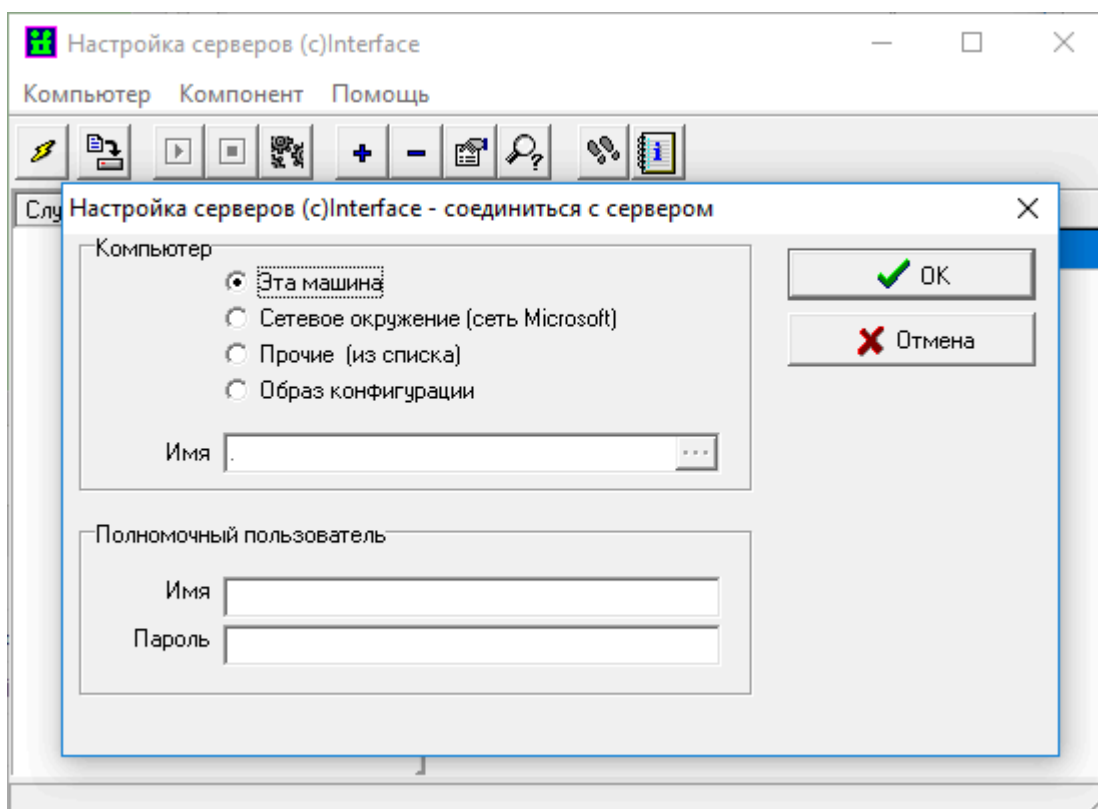 Настройка серверов (c)Interface
Компьютер Компонент Помощь
Настройка серверов (c)Interface - соединиться с сервером
Компьютер
Эта машина
Сетевое окружение (сеть Microsoft)
Прочие (из списка)
Образ конфигурации
Имя .
OK
Отмена
Полномочный пользователь
Имя
Пароль